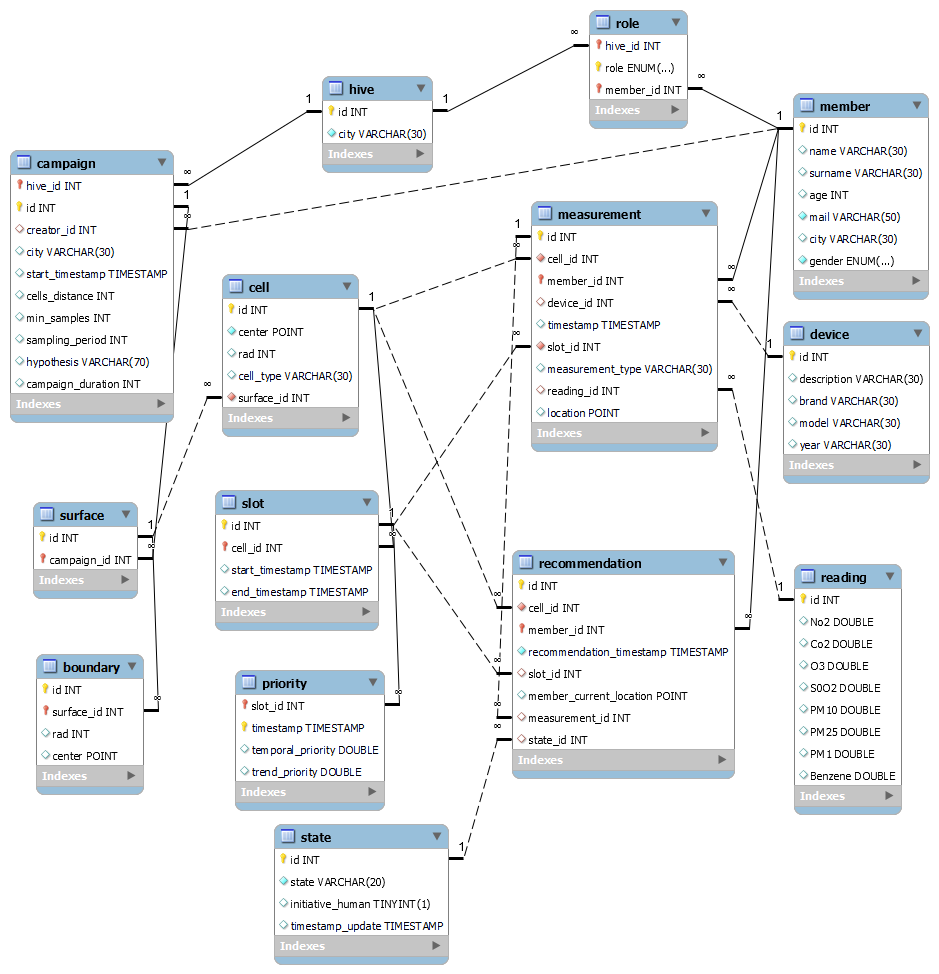 role
hive_id INT
role ENUM(...)
member_id INT
Indexes
hive
id INT
city VARCHAR(30)
Indexes
member
id INT
name VARCHAR(30)
surname VARCHAR(30)
age INT
mail VARCHAR(50)
city VARCHAR(30)
gender ENUM(...)
Indexes
campaign
hive_id INT
id INT
creator_id INT
city VARCHAR(30)
start_timestamp TIMESTAMP
cells_distance INT
min_samples INT
sampling_period INT
hypothesis VARCHAR(70)
campaign_duration INT
Indexes
measurement
id INT
cell_id INT
member_id INT
device_id INT
timestamp TIMESTAMP
slot_id INT
measurement_type VARCHAR(30)
reading_id INT
location POINT
Indexes
cell
id INT
center POINT
rad INT
cell_type VARCHAR(30)
surface_id INT
Indexes
device
id INT
description VARCHAR(30)
brand VARCHAR(30)
model VARCHAR(30)
year VARCHAR(30)
Indexes
slot
id INT
cell_id INT
start_timestamp TIMESTAMP
end_timestamp TIMESTAMP
Indexes
surface
id INT
campaign_id INT
Indexes
recommendation
id INT
cell_id INT
member_id INT
recommendation_timestamp TIMESTAMP
slot_id INT
member_current_location POINT
measurement_id INT
state_id INT
Indexes
reading
id INT
No2 DOUBLE
Co2 DOUBLE
O3 DOUBLE
S0O2 DOUBLE
PM10 DOUBLE
PM25 DOUBLE
PM1 DOUBLE
Benzene DOUBLE
Indexes
boundary
id INT
surface_id INT
rad INT
center POINT
Indexes
priority
slot_id INT
timestamp TIMESTAMP
temporal_priority DOUBLE
trend_priority DOUBLE
Indexes
state
id INT
state VARCHAR(20)
initiative_human TINYINT(1)
timestamp_update TIMESTAMP
Indexes
1
∞
1
∞
∞
1
1
∞
∞
1
∞
1
∞
∞
∞
1
∞
1
∞
1
∞
1
∞
∞
∞
∞
∞
∞
∞
∞
1
1